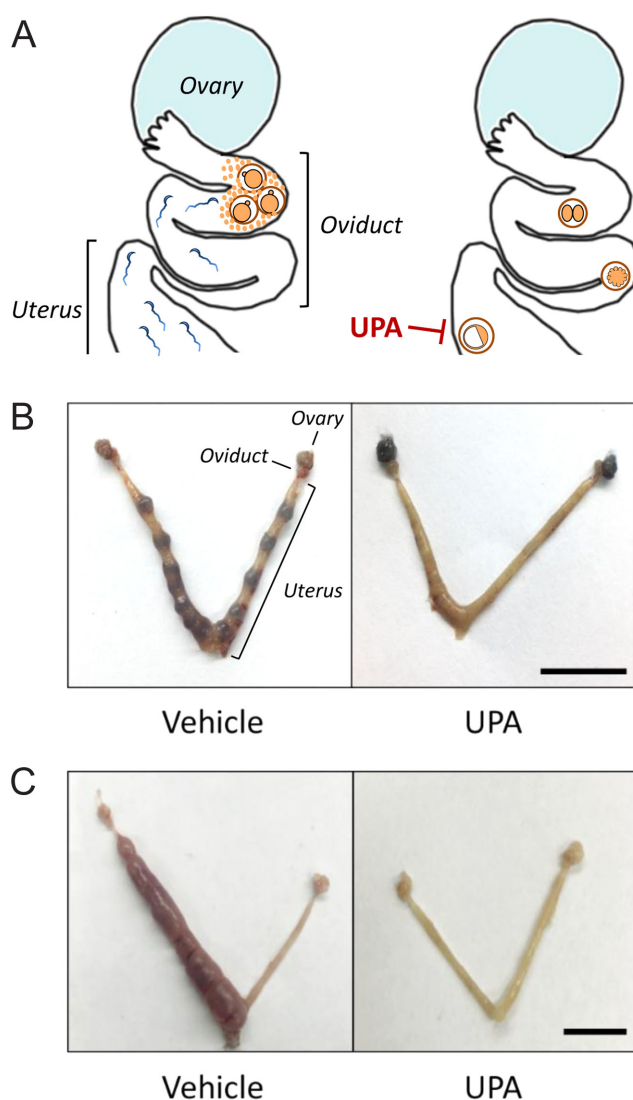 A
Ovary
Oviduct
Uterus
UPA
B
Ovary
Oviduct
Uterus
Vehicle
UPA
C
Vehicle
UPA